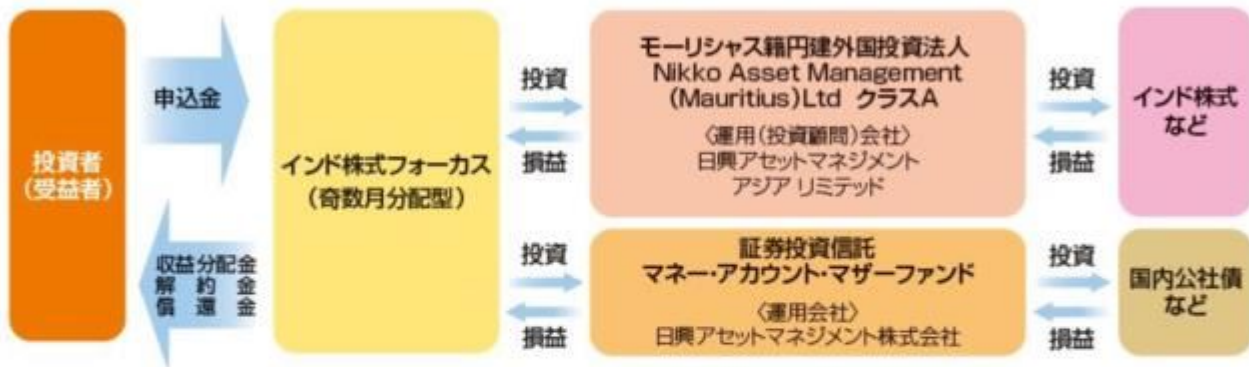 投資者
(受益者)
申込金
収益分配金
解約金
償還金
インド株式フォーカス
(奇数月分配型)
投資
損益
モーリシャス籍円建外国投資法人
Nikko Asset Management
(Mauritius)Ltd クラスA
〈運用(投資顧問)会社〉
日興アセットマネジメント
アジア リミテッド
投資
損益
インド株式
など
投資
損益
証券投資信託
マネー・アカウント・マザーファンド
〈運用会社〉
日興アセットマネジメント株式会社
投資
損益
国内公社債
など